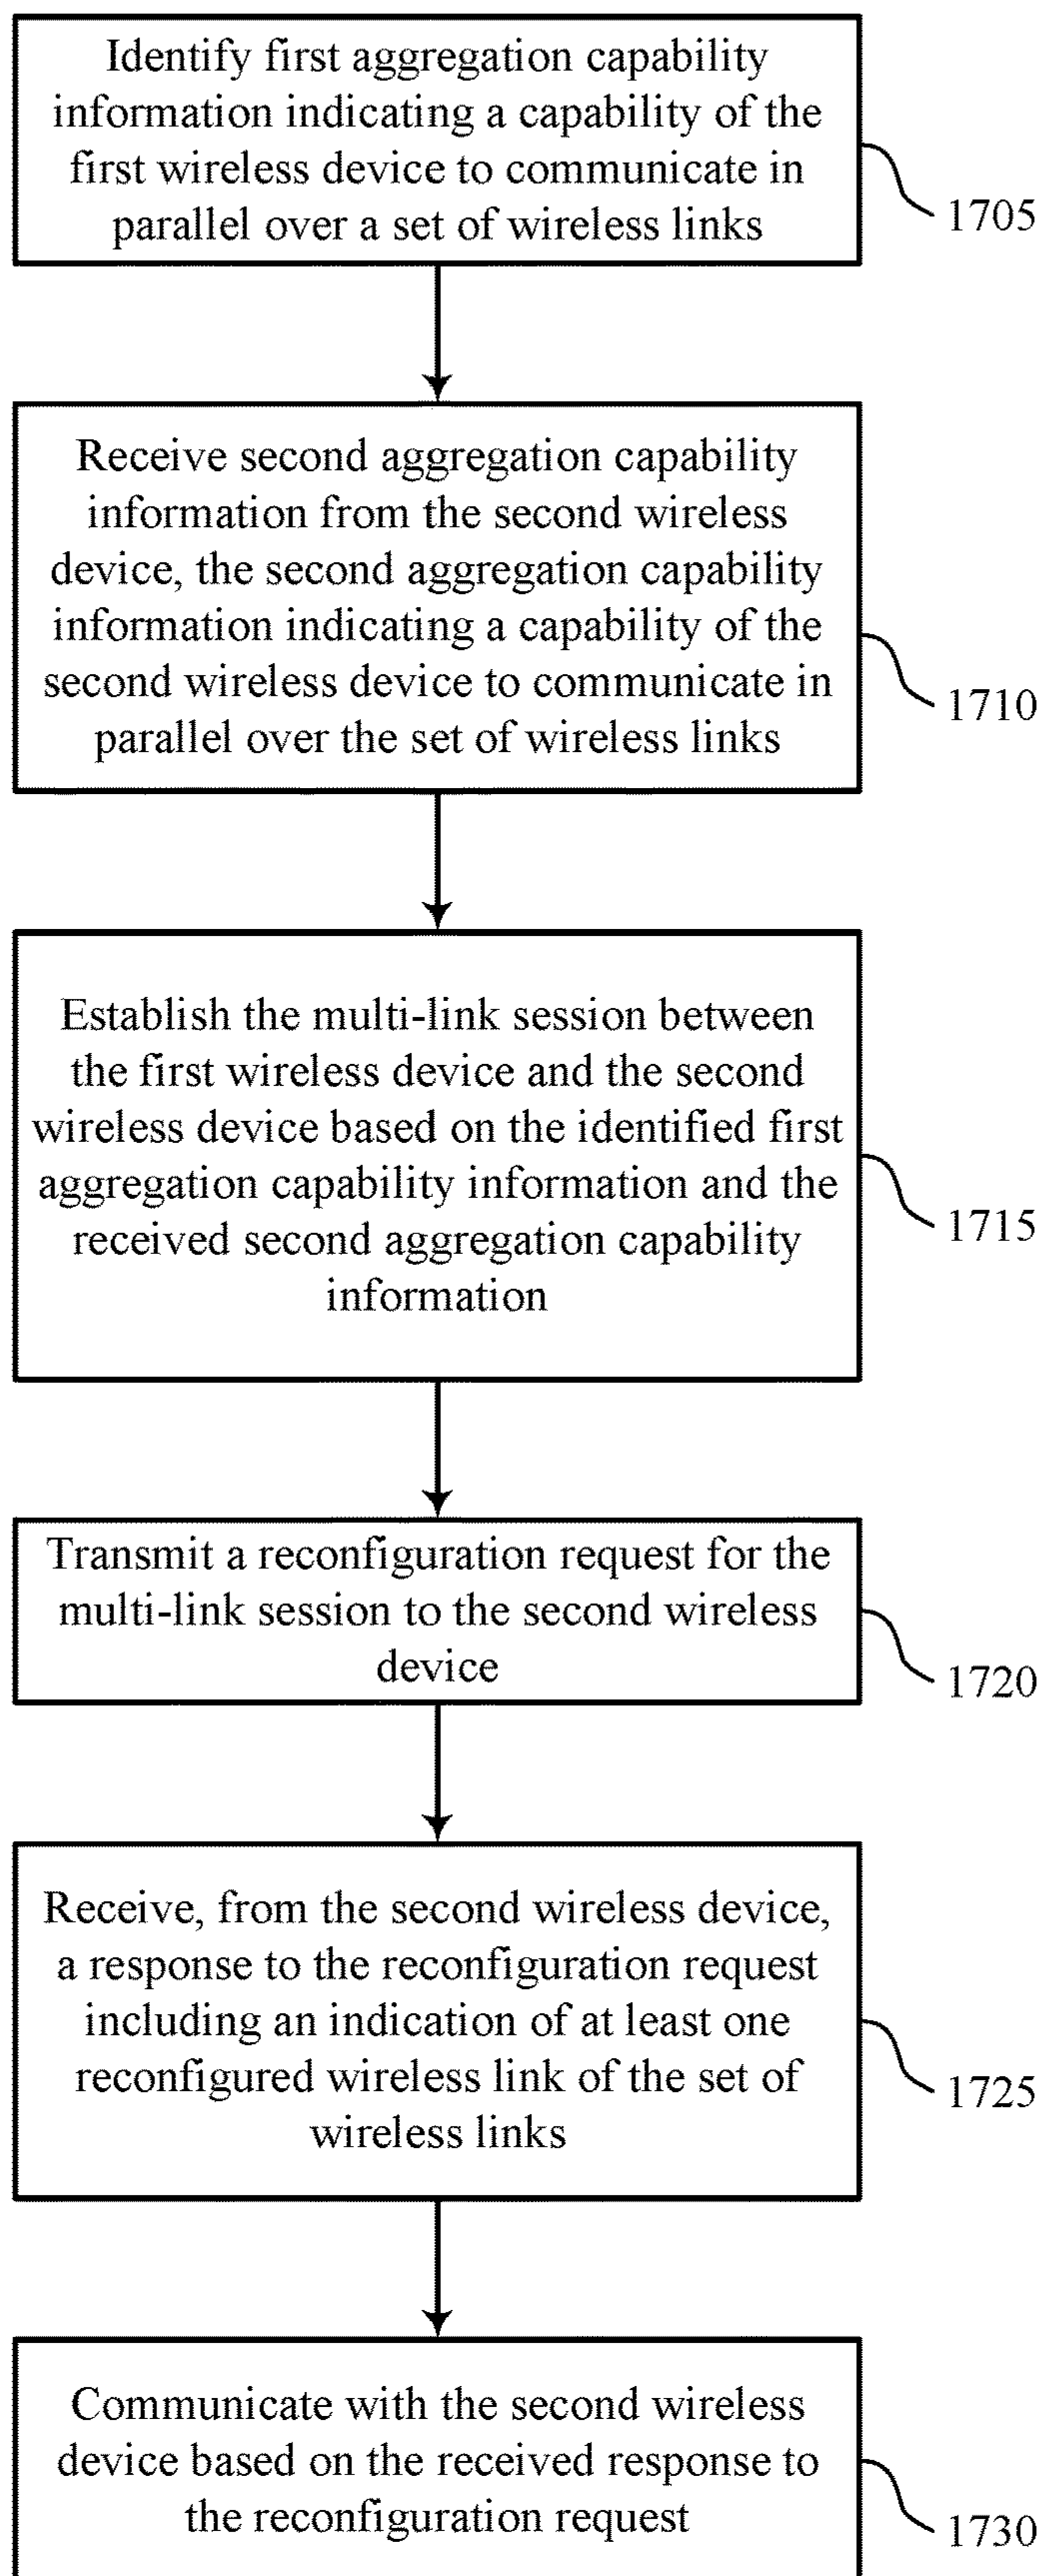 Identify first aggregation capability
information indicating a capability of the
first wireless device to communicate in
parallel over a set of wireless links
1705
Receive second aggregation capability
information from the second wireless
device, the second aggregation capability
information indicating a capability of the
second wireless device to communicate in
parallel over the set of wireless links
1710
Establish the multi-link session between
the first wireless device and the second
wireless device based on the identified first
aggregation capability information and the
received second aggregation capability
information
1715
Transmit a reconfiguration request for the
multi-link session to the second wireless
device
1720
Receive, from the second wireless device,
a response to the reconfiguration request
including an indication of at least one
reconfigured wireless link of the set of
wireless links
1725
Communicate with the second wireless
device based on the received response to
the reconfiguration request
1730